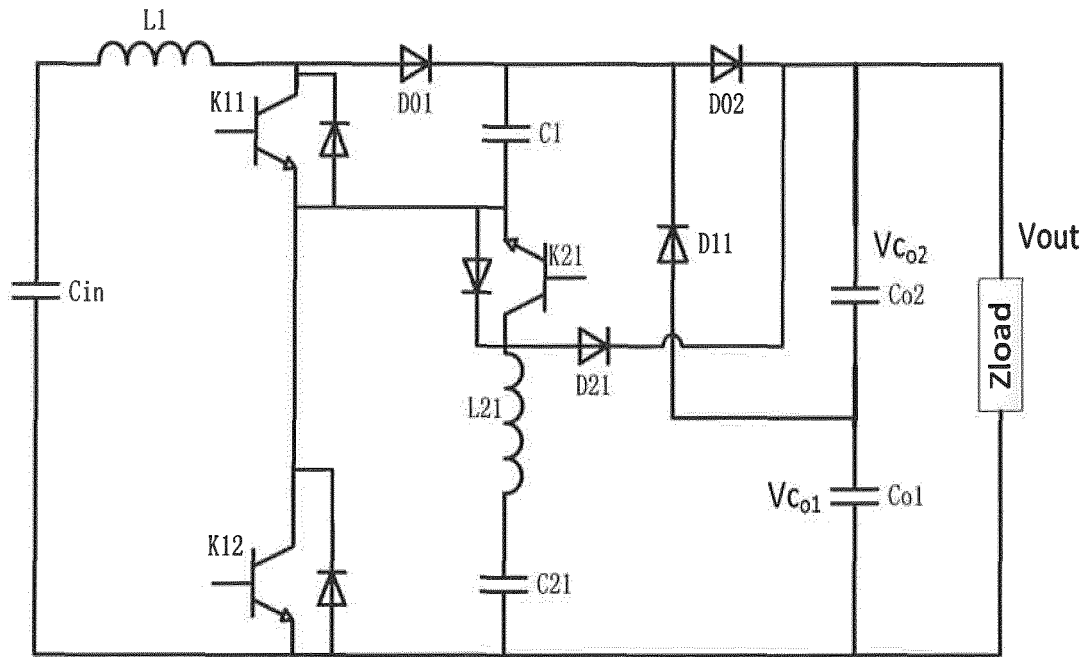 L1
K11
D01
D02
C1
K21
D11
Vco2
Vout
Cin
Co2
D21
Zload
L21
Vco1
Co1
K12
C21